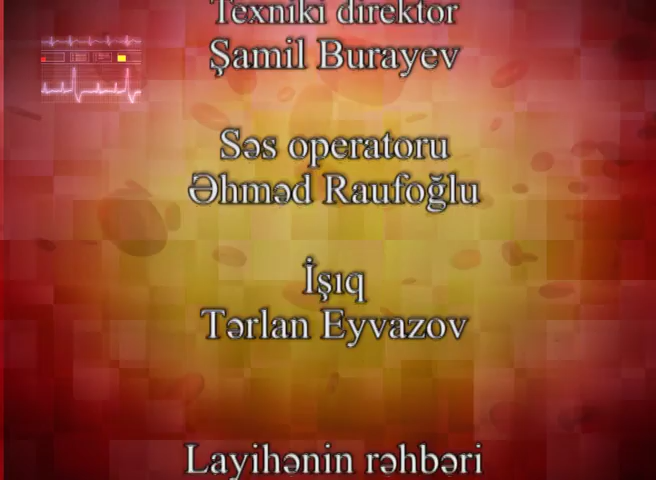 Texniki direktor
Şamil Burayev
Səs operatoru
Əhməd Raufoğlu
İşıq
Tərlan Eyvazov
Layihənin rəhbəri